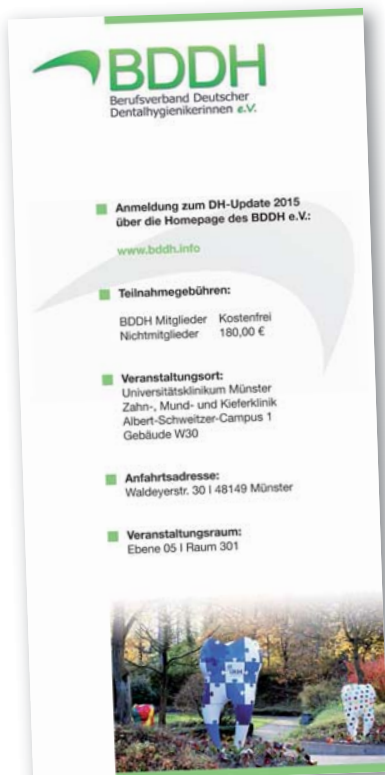 BDDH
Berufsverband Deutscher
Dentalhygienikerinnen e.V.
Anmeldung zum DH-Update 2015
über die Homepage des BDDH e.V.:
www.bddh.info
Teilnahmegebühren:
BDDH Mitglieder Kostenfrei
Nichtmitglieder 180,00 €
Veranstaltungsort:
Universitätsklinikum Münster
Zahn-, Mund- und Kieferklinik
Albert-Schweitzer-Campus 1
Gebäude W30
Anfahrtsadresse:
Waldeyerstr. 30 I 48149 Münster
Veranstaltungsraum:
Ebene 05 I Raum 301